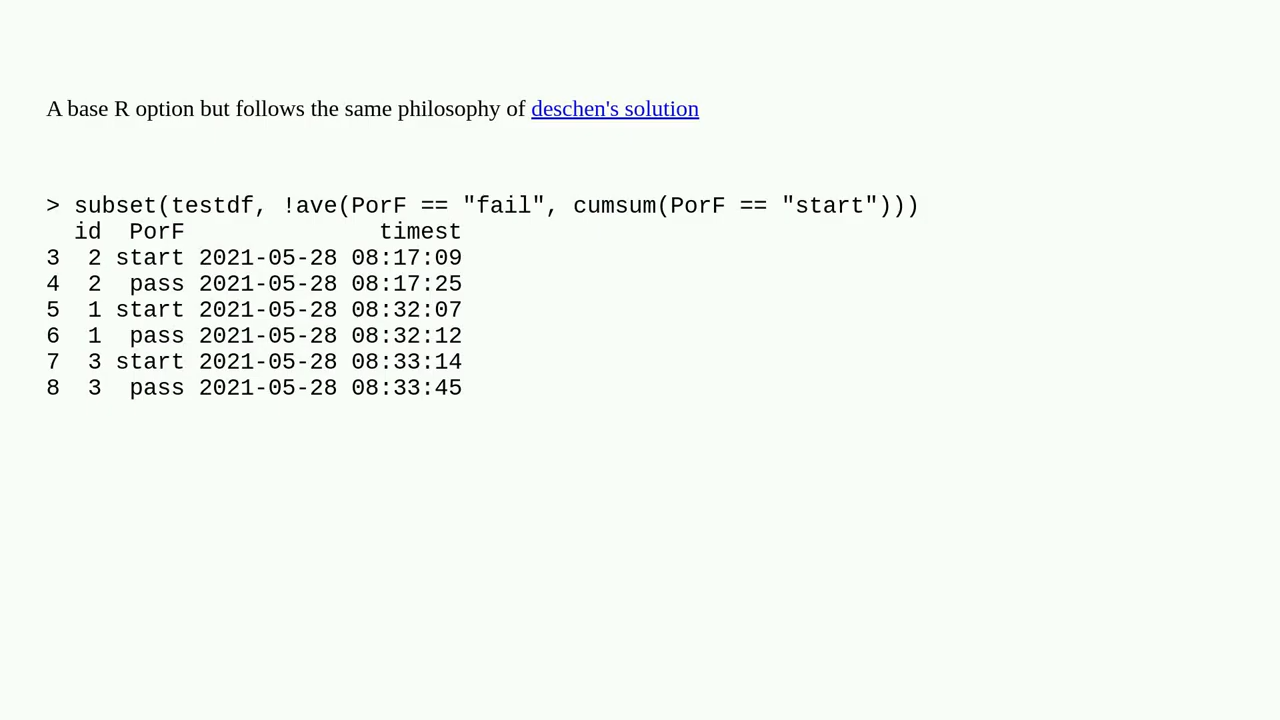 A base R option but follows the same philosophy of deschen's solution
> subset(testdf, !ave(PorF == "fail", cumsum(PorF == "start")))
  id  PorF              timest
3  2 start 2021-05-28 08:17:09
4  2  pass 2021-05-28 08:17:25
5  1 start 2021-05-28 08:32:07
6  1  pass 2021-05-28 08:32:12
7  3 start 2021-05-28 08:33:14
8  3  pass 2021-05-28 08:33:45